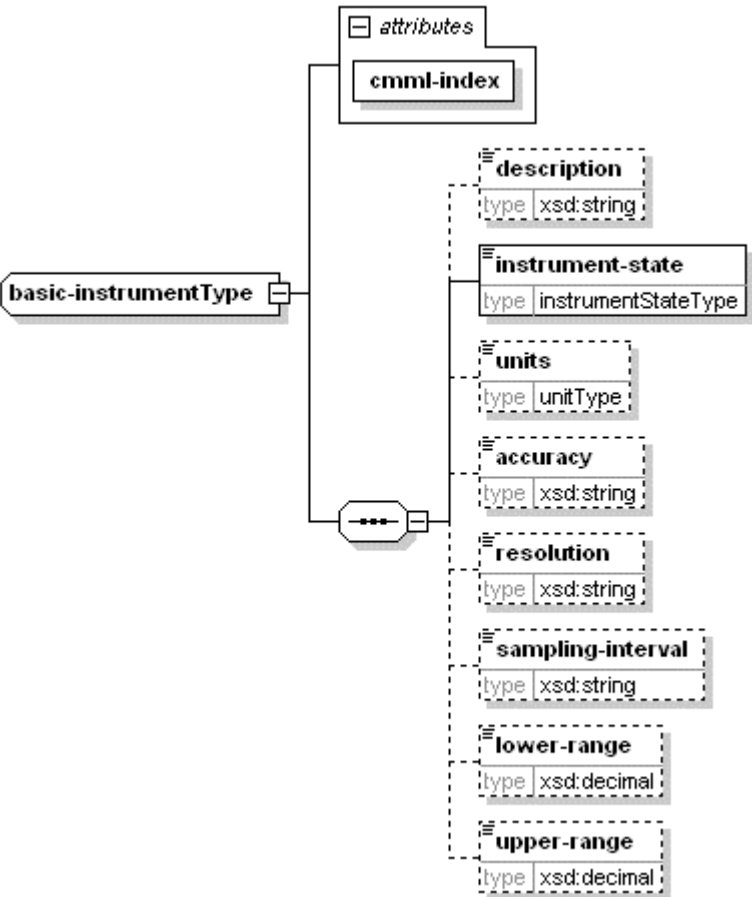 attributes
cmml-index
description
type xsd:string
basic-instrumentType
instrument-state
type instrumentStateType
units
type unitType
accuracy
type xsd:string
resolution
type xsd:string
sampling-interval
type xsd:string
lower-range
type xsd:decimal
upper-range
type xsd:decimal